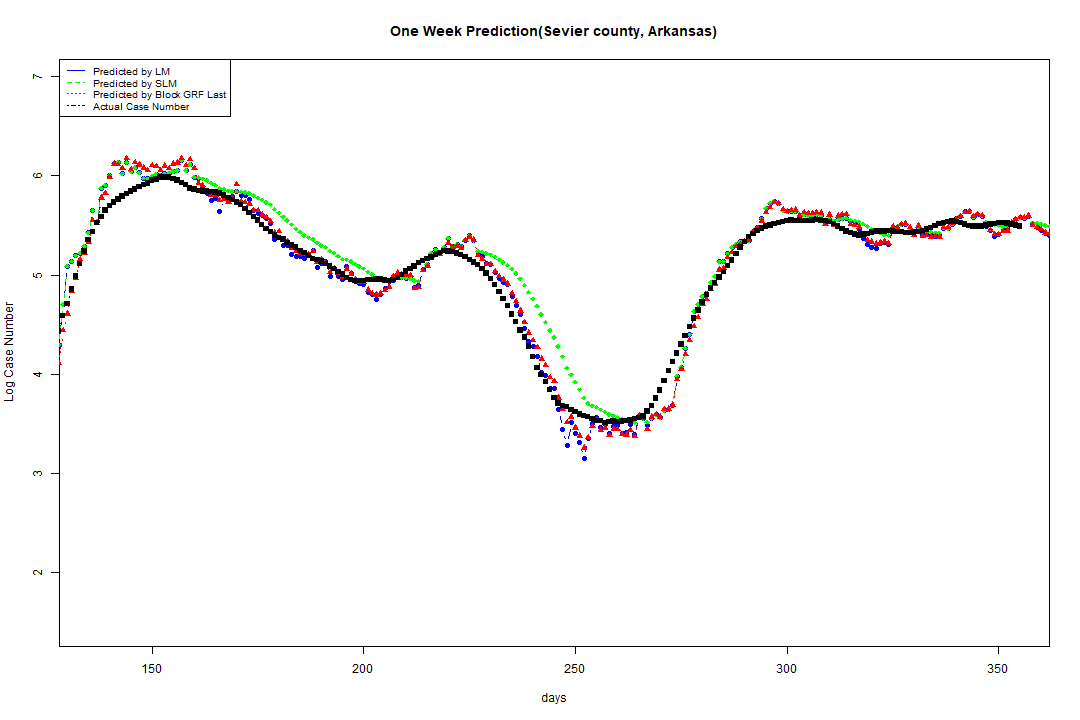 One Week Prediction(Sevier county, Arkansas)
Predicted by LM
Predicted by SLM
Predicted by Block GRF Last
Actual Case Number
7
6
5
4
3
2
Log Case Number
150 200 250 300 350
days